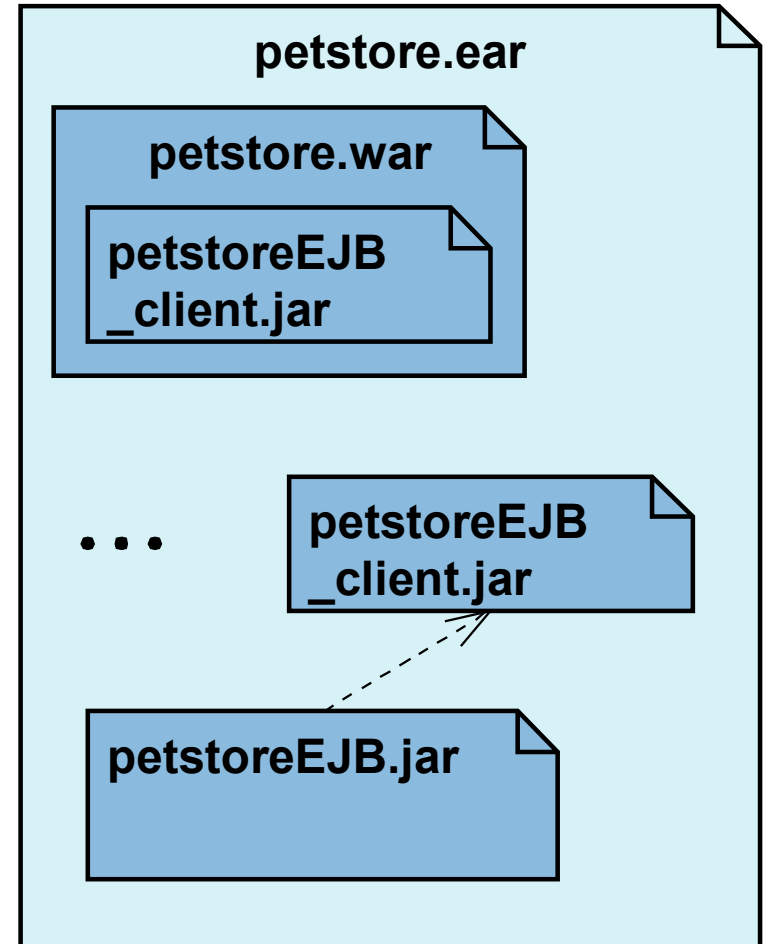 petstore.ear
petstore.war
petstoreEJB
_client.jar
. . .
petstoreEJB
_client.jar
petstoreEJB.jar